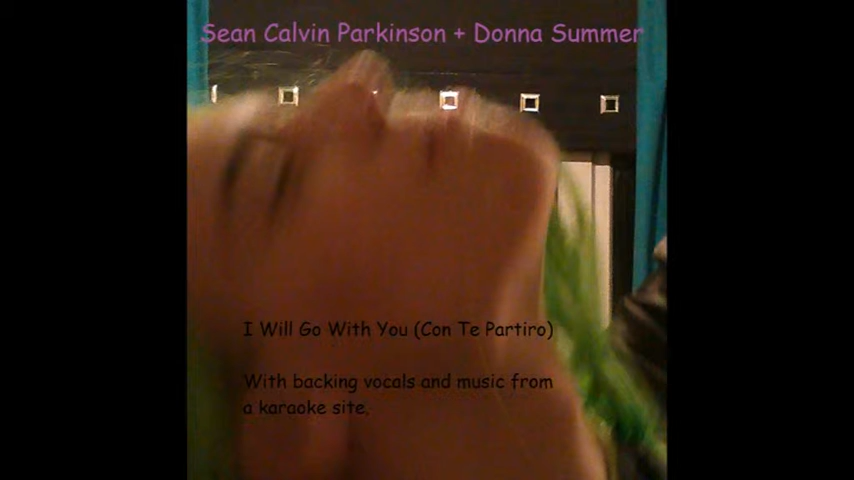 Sean Calvin Parkinson + Donna Summer
I Will Go With You (Con Te Partiro)
With backing vocals and music from
a karaoke site.